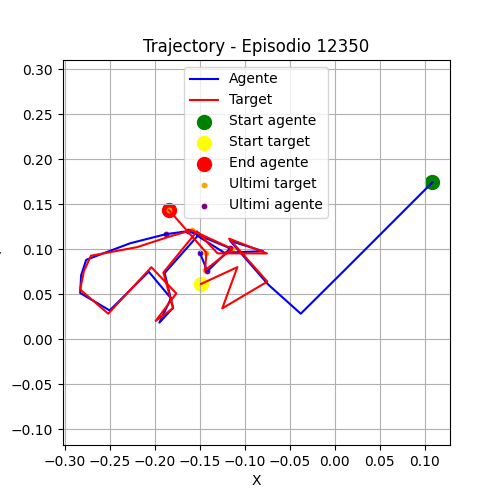 Trajectory - Episodio 12350
Agente
Target
Start agente
Start target
End agente
Ultimi target
Ultimi agente
0.30
0.25
0.20
0.15
0.10
0.05
0.00
−0.05
−0.10
−0.30 −0.25 −0.20 −0.15 −0.10 −0.05 0.00 0.05 0.10
X